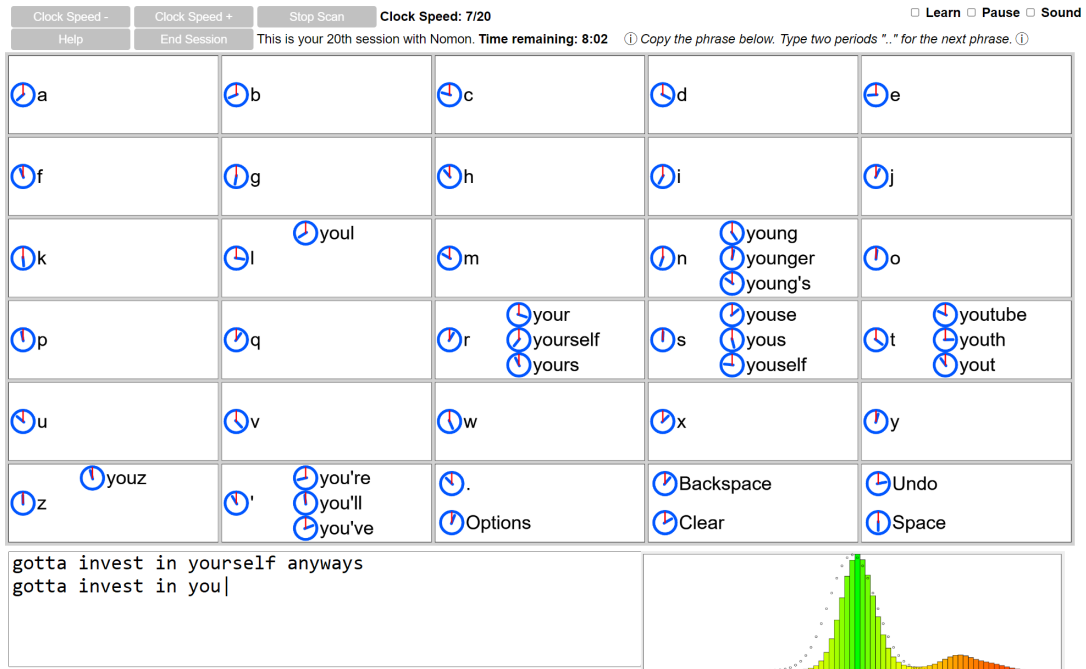 Clock Speed - Clock Speed + Stop Scan Clock Speed: 7/20 Learn Pause Sound
Help End Session This is your 20th session with Nomon. Time remaining: 8:02 ⓘ Copy the phrase below. Type two periods ".." for the next phrase. ⓘ
a b c d e
f g h i j
k l youl m n young younger young's o
p q r your yourself yours s youse yous youself t youtube youth yout
u v w x y
z youz ' you're you'll you've . Options Backspace Clear Undo Space
gotta invest in yourself anyways
gotta invest in you|